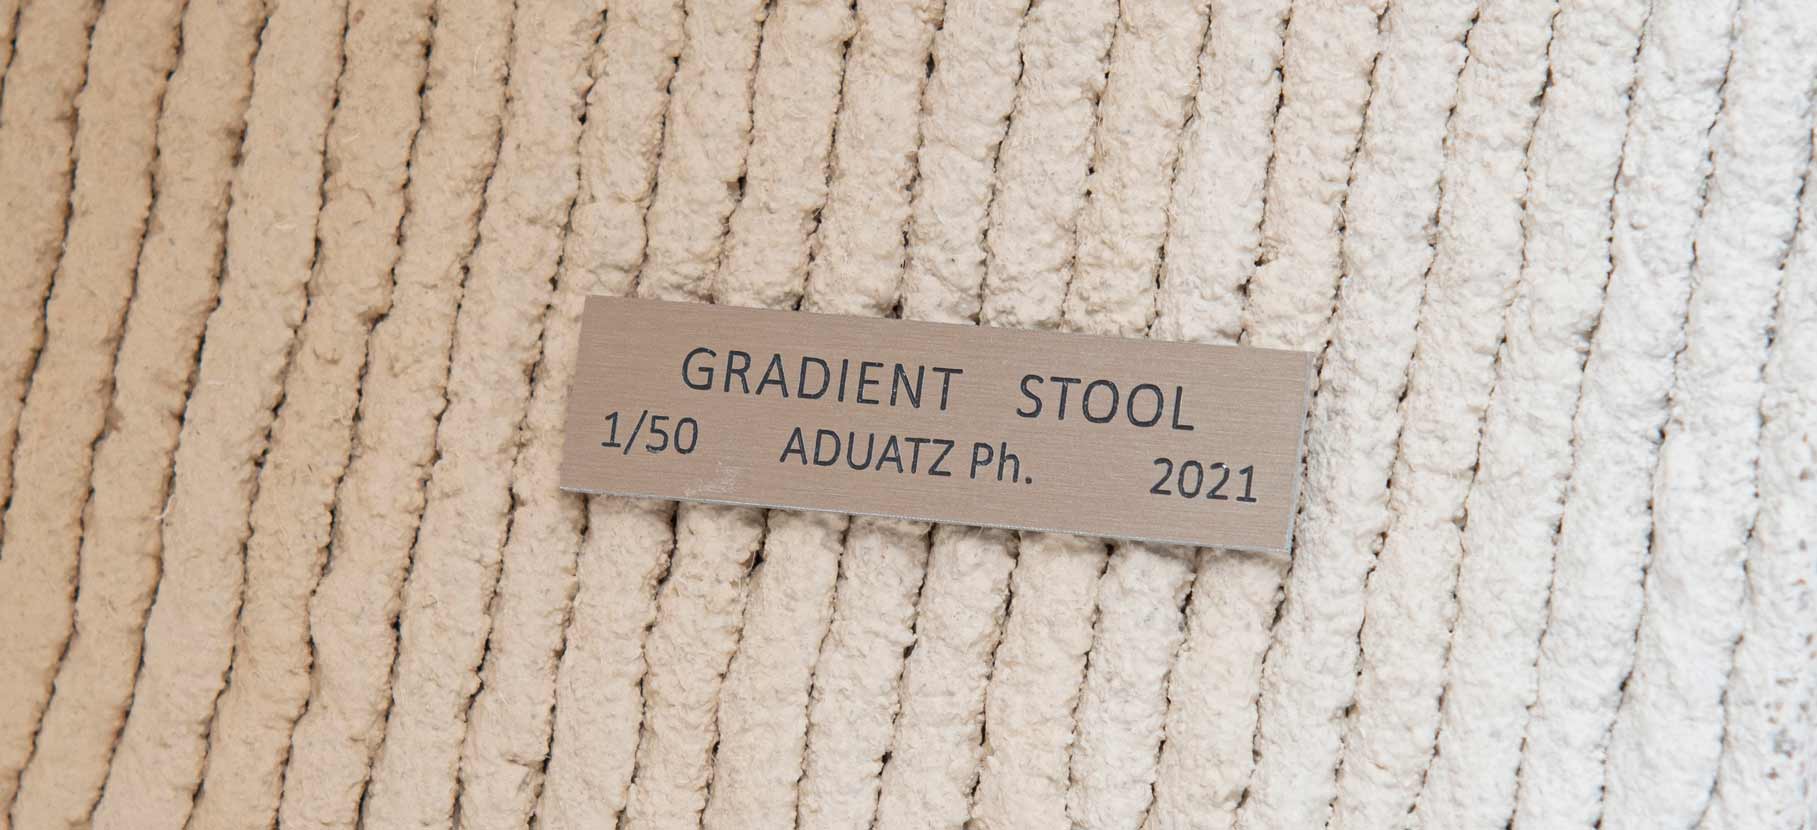 GRADIENT STOOL
1/50 ADUATZ Ph. 2021